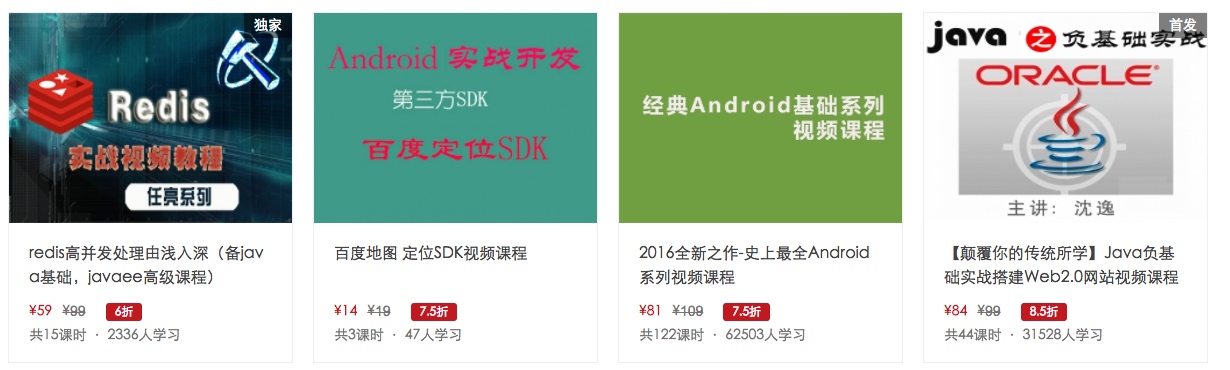 独家
Redis
实战视频教程
任亮系列
redis高并发处理由浅入深（备jav
a基础，javaee高级课程）
¥59 ¥99 6折
共15课时 · 2336人学习
Android 实战开发
第三方SDK
百度定位SDK
百度地图 定位SDK视频课程
¥14 ¥19 7.5折
共3课时 · 47人学习
经典Android基础系列
视频课程
2016全新之作-史上最全Android
系列视频课程
¥81 ¥109 7.5折
共122课时 · 62503人学习
首发
java 之 负基础实战
ORACLE®
主讲：沈逸
【颠覆你的传统所学】Java负基
础实战搭建Web2.0网站视频课程
¥84 ¥99 8.5折
共44课时 · 31528人学习